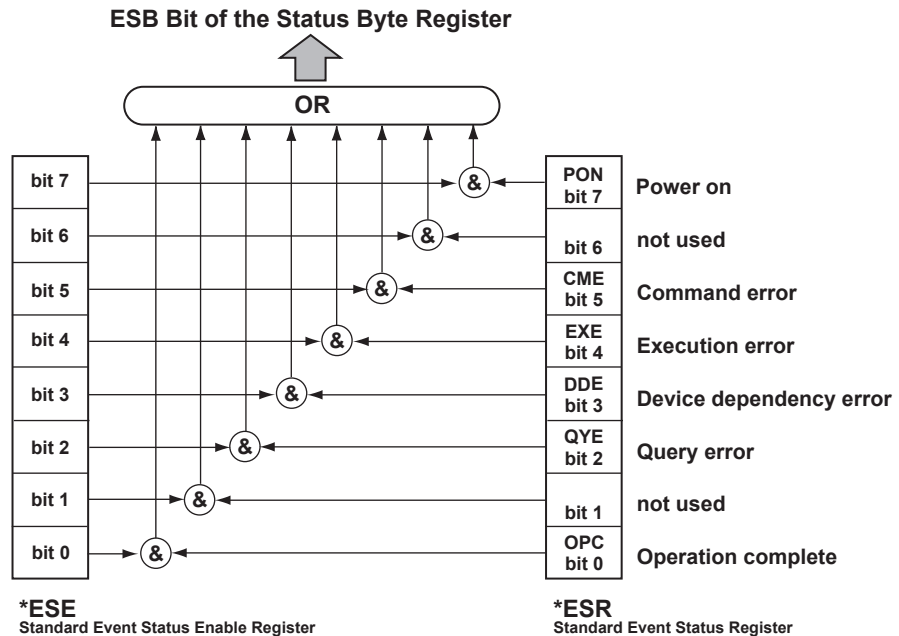 ESB Bit of the Status Byte Register
OR
bit 7
&
PON
bit 7
Power on
bit 6
&
bit 6
not used
bit 5
&
CME
bit 5
Command error
bit 4
&
EXE
bit 4
Execution error
bit 3
&
DDE
bit 3
Device dependency error
bit 2
&
QYE
bit 2
Query error
bit 1
&
bit 1
not used
bit 0
&
OPC
bit 0
Operation complete
*ESE
Standard Event Status Enable Register
*ESR
Standard Event Status Register